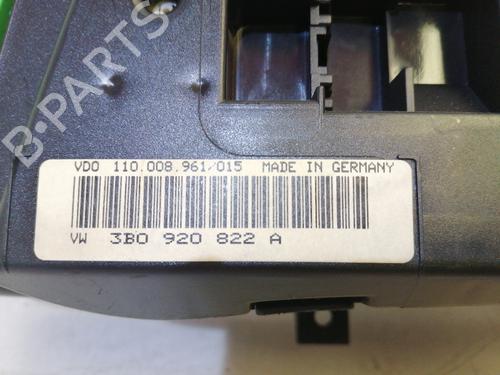 B-PARTS
VDO 110.008.961/015 MADE IN GERMANY
VW 3B0 920 822 A